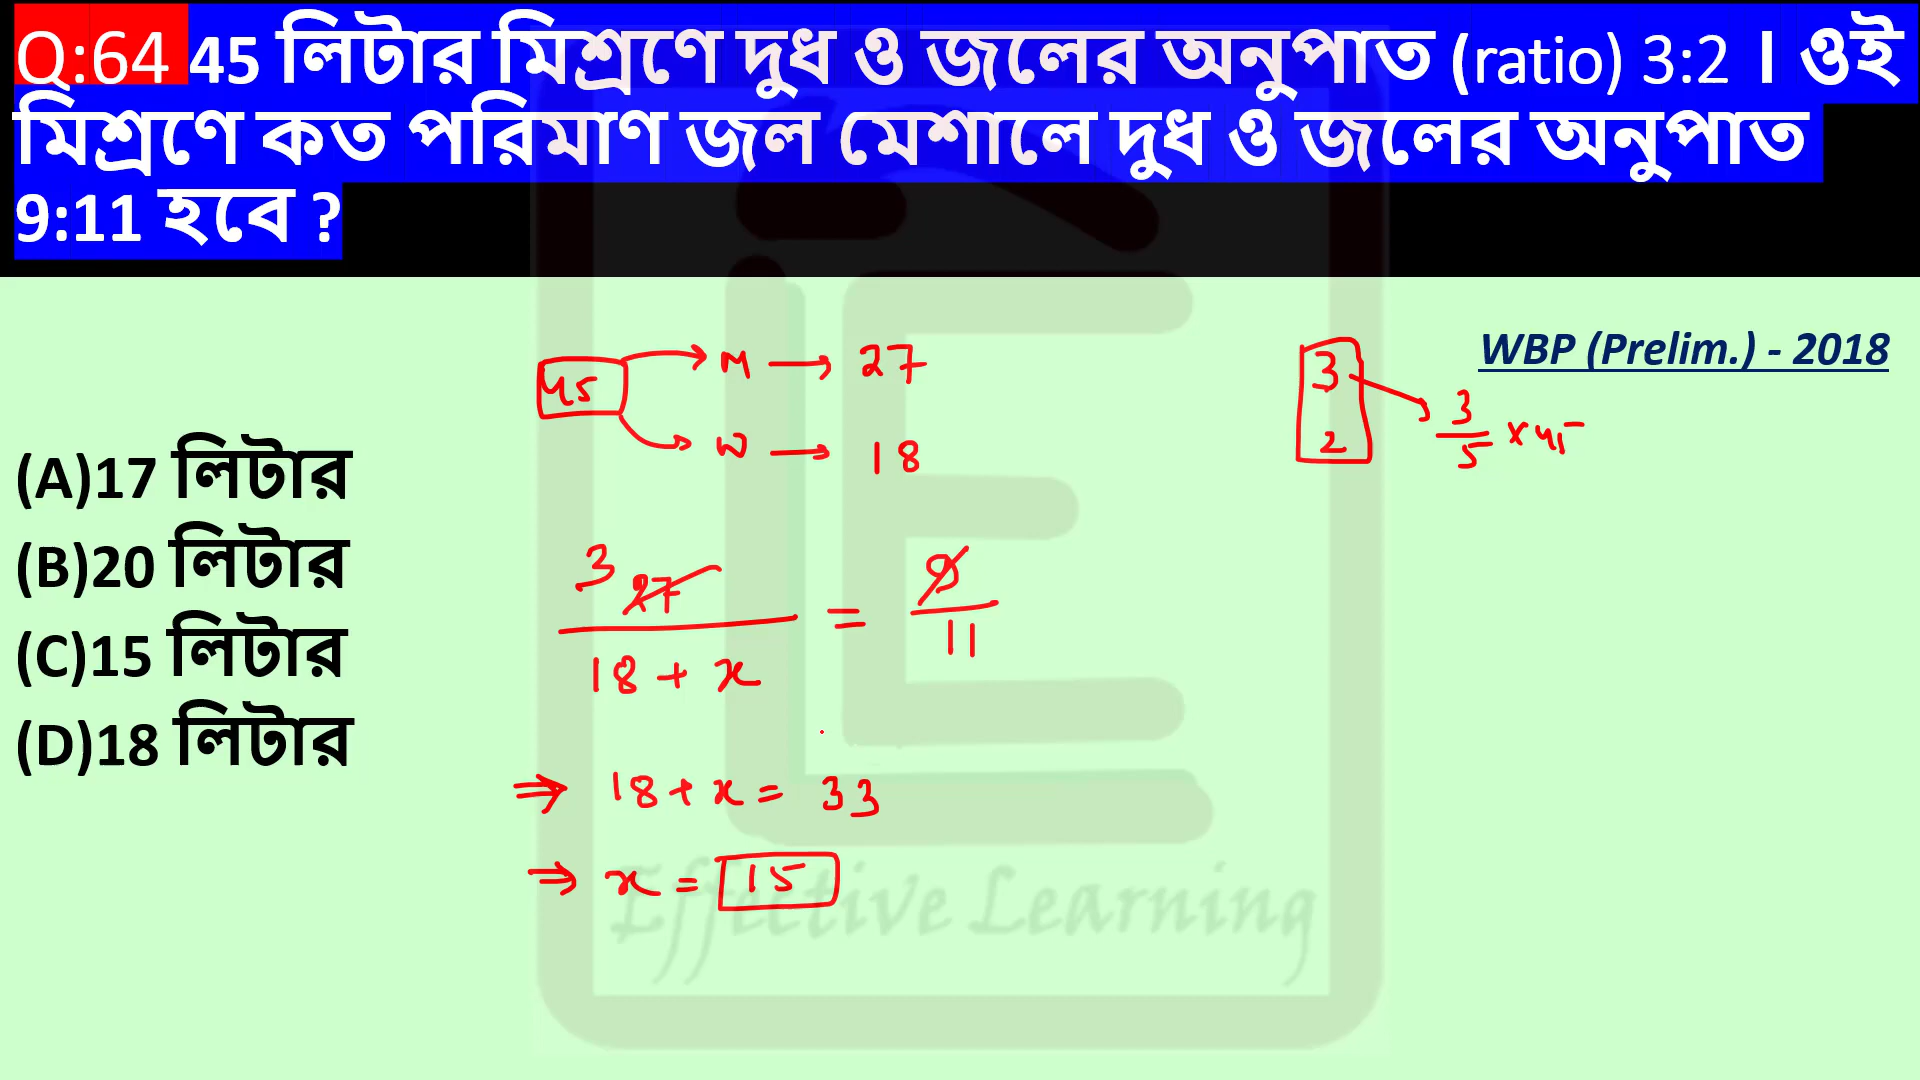 Q:64 45 লিটার মিশ্রণে দুধ ও জলের অনুপাত (ratio) 3:2 । ওই
মিশ্রণে কত পরিমাণ জল মেশালে দুধ ও জলের অনুপাত
9:11 হবে ?
WBP (Prelim.) - 2018
(A)17 লিটার
(B)20 লিটার
(C)15 লিটার
(D)18 লিটার
45
M → 27
W → 18
3
2
3/5 × 45
3
27/18 + x = 9/11
⇒ 18 + x = 33
⇒ x = 15
Effective Learning